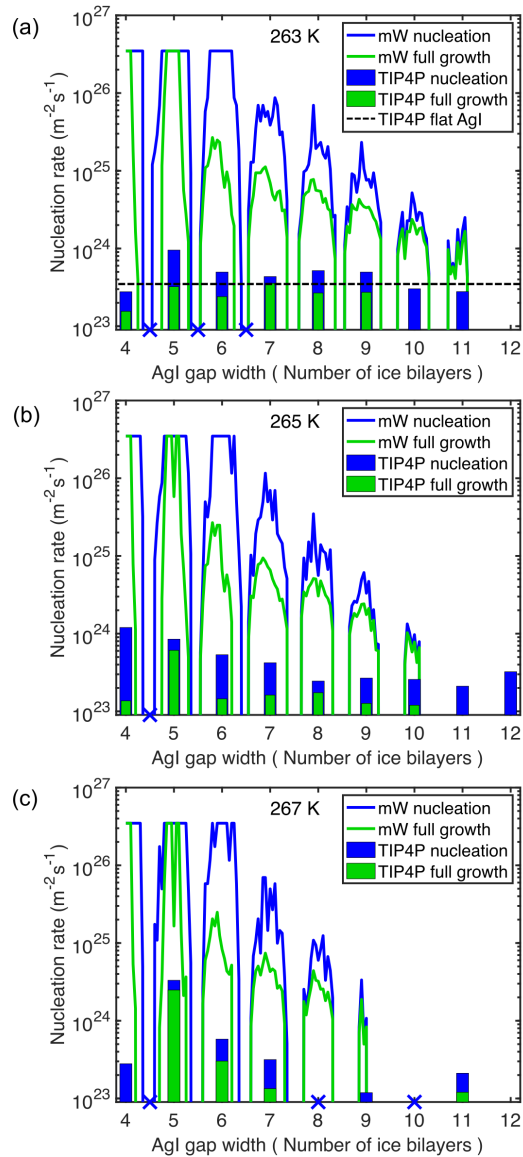 (a)
263 K
mW nucleation
mW full growth
TIP4P nucleation
TIP4P full growth
TIP4P flat AgI
Nucleation rate (m⁻² s⁻¹)
10²⁷
10²⁶
10²⁵
10²⁴
10²³
4 5 6 7 8 9 10 11 12
AgI gap width ( Number of ice bilayers )
(b)
265 K
mW nucleation
mW full growth
TIP4P nucleation
TIP4P full growth
Nucleation rate (m⁻² s⁻¹)
10²⁷
10²⁶
10²⁵
10²⁴
10²³
4 5 6 7 8 9 10 11 12
AgI gap width ( Number of ice bilayers )
(c)
267 K
mW nucleation
mW full growth
TIP4P nucleation
TIP4P full growth
Nucleation rate (m⁻² s⁻¹)
10²⁷
10²⁶
10²⁵
10²⁴
10²³
4 5 6 7 8 9 10 11 12
AgI gap width ( Number of ice bilayers )